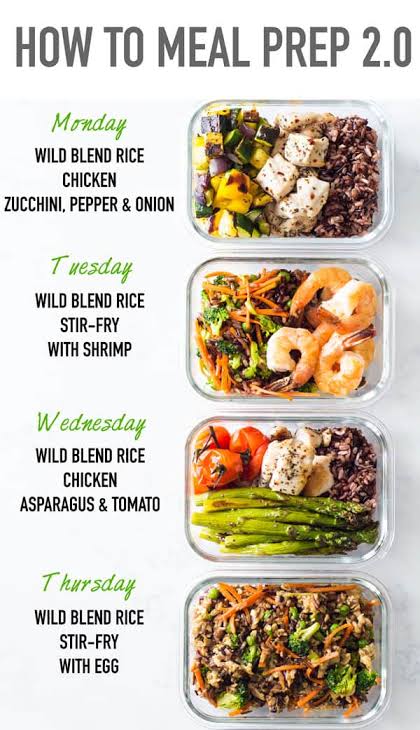 HOW TO MEAL PREP 2.0
Monday
WILD BLEND RICE
CHICKEN
ZUCCHINI, PEPPER & ONION
Tuesday
WILD BLEND RICE
STIR-FRY
WITH SHRIMP
Wednesday
WILD BLEND RICE
CHICKEN
ASPARAGUS & TOMATO
Thursday
WILD BLEND RICE
STIR-FRY
WITH EGG